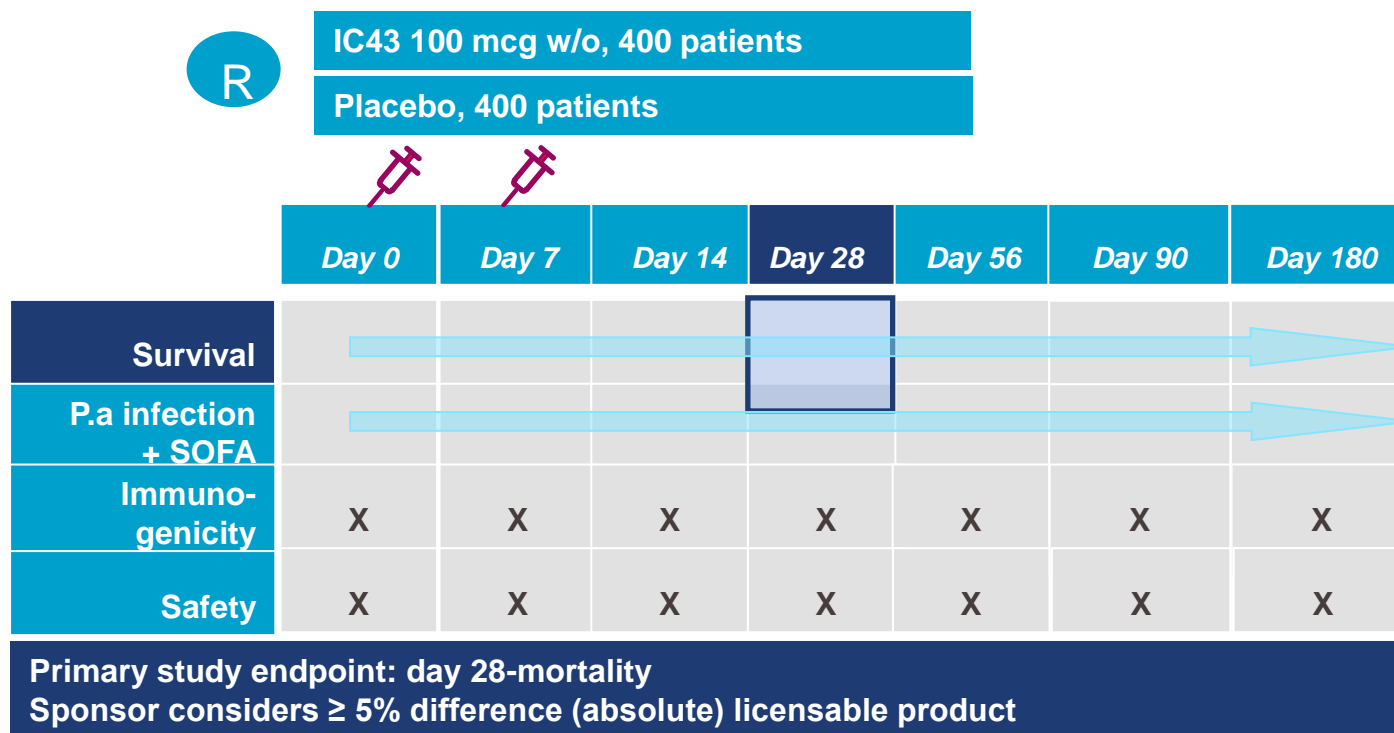 R
IC43 100 mcg w/o, 400 patients
Placebo, 400 patients
Day 0 Day 7 Day 14 Day 28 Day 56 Day 90 Day 180
Survival
P.a infection
+ SOFA
Immuno-
genicity
X X X X X X X
Safety
X X X X X X X
Primary study endpoint: day 28-mortality
Sponsor considers ≥ 5% difference (absolute) licensable product